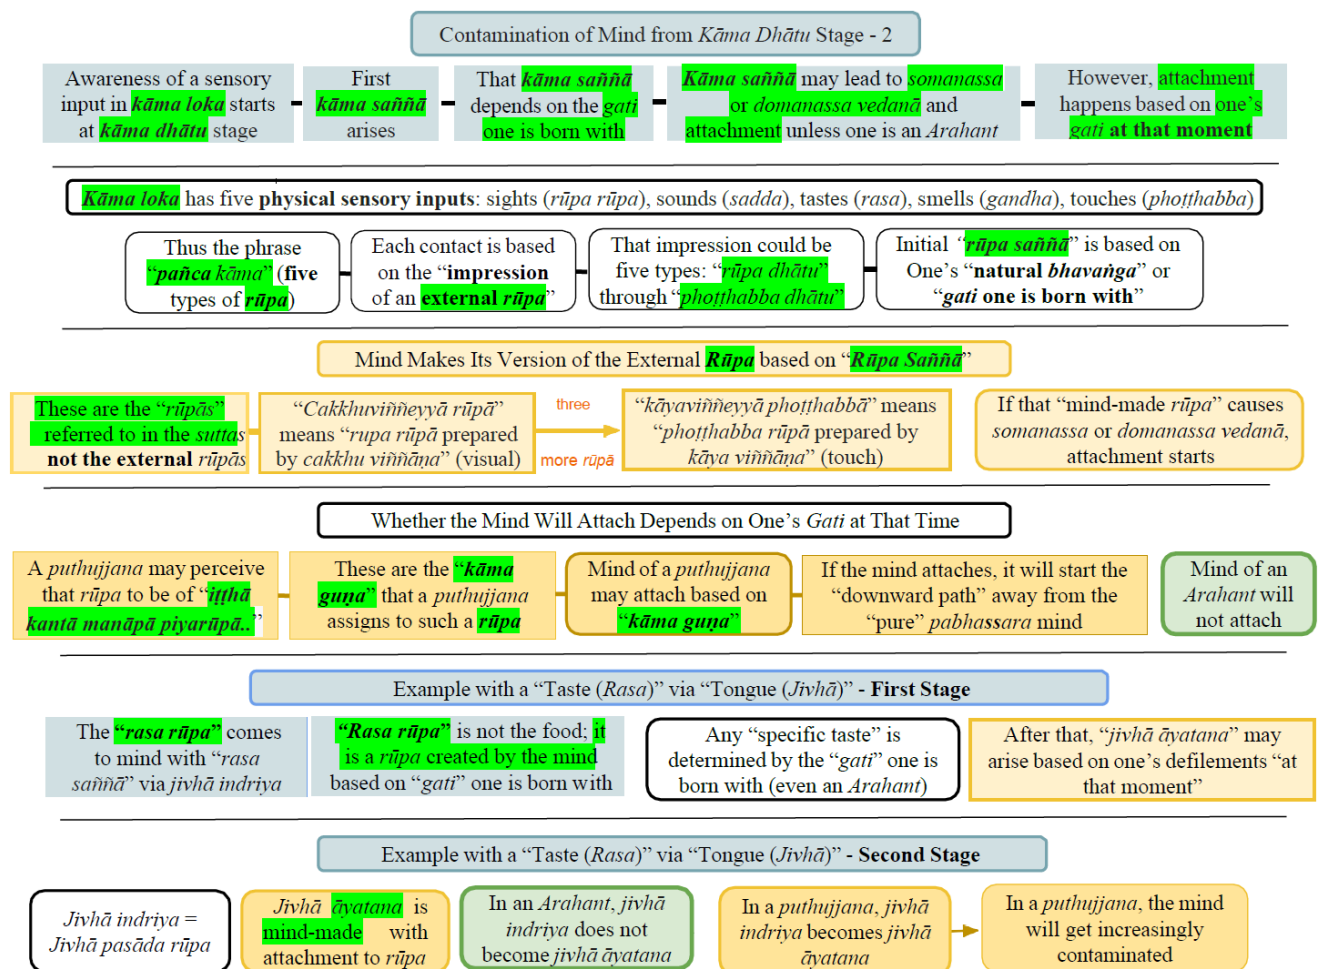 Contamination of Mind from Kāma Dhātu Stage - 2
Awareness of a sensory
input in kāma loka starts
at kāma dhātu stage
First
kāma saññā
arises
That kāma saññā
depends on the gati
one is born with
Kāma saññā may lead to somanassa
or domanassa vedanā and
attachment unless one is an Arahant
However, attachment
happens based on one's
gati at that moment
Kāma loka has five physical sensory inputs: sights (rūpa rūpa), sounds (sadda), tastes (rasa), smells (gandha), touches (phoṭṭhabba)
Thus the phrase
“pañca kāma” (five
types of rūpa)
Each contact is based
on the “impression
of an external rūpa”
That impression could be
five types: “rūpa dhātu”
through “phoṭṭhabba dhātu”
Initial “rūpa saññā” is based on
One's “natural bhavaṅga” or
“gati one is born with”
Mind Makes Its Version of the External Rūpa based on “Rūpa Saññā”
These are the “rūpās”
referred to in the suttas
not the external rūpās
“Cakkhuviññeyyā rūpā”
means “rupa rūpā prepared
by cakkhu viññāṇa” (visual)
three
more rūpā
“kāyaviññeyyā phoṭṭhabbā” means
“phoṭṭhabba rūpā prepared by
kāya viññāṇa” (touch)
If that “mind-made rūpa” causes
somanassa or domanassa vedanā,
attachment starts
Whether the Mind Will Attach Depends on One's Gati at That Time
A puthujjana may perceive
that rūpa to be of “iṭṭhā
kantā manāpā piyarūpā..”
These are the “kāma
guṇa” that a puthujjana
assigns to such a rūpa
Mind of a puthujjana
may attach based on
“kāma guṇa”
If the mind attaches, it will start the
“downward path” away from the
“pure” pabhassara mind
Mind of an
Arahant will
not attach
Example with a “Taste (Rasa)” via “Tongue (Jivhā)” - First Stage
The “rasa rūpa” comes
to mind with “rasa
saññā” via jivhā indriya
“Rasa rūpa” is not the food; it
is a rūpa created by the mind
based on “gati” one is born with
Any “specific taste” is
determined by the “gati” one is
born with (even an Arahant)
After that, “jivhā āyatana” may
arise based on one's defilements “at
that moment”
Example with a “Taste (Rasa)” via “Tongue (Jivhā)” - Second Stage
Jivhā indriya =
Jivhā pasāda rūpa
Jivhā āyatana is
mind-made with
attachment to rūpa
In an Arahant, jivhā
indriya does not
become jivhā āyatana
In a puthujjana, jivhā
indriya becomes jivhā
āyatana
In a puthujjana, the mind
will get increasingly
contaminated